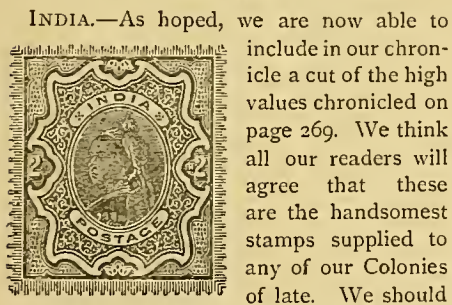 INDIA.—As hoped, we are now able to
include in our chron-
icle a cut of the high
values chronicled on
page 269. We think
all our readers will
agree that these
are the handsomest
stamps supplied to
any of our Colonies
of late. We should
INDIA
2 2
POSTAGE